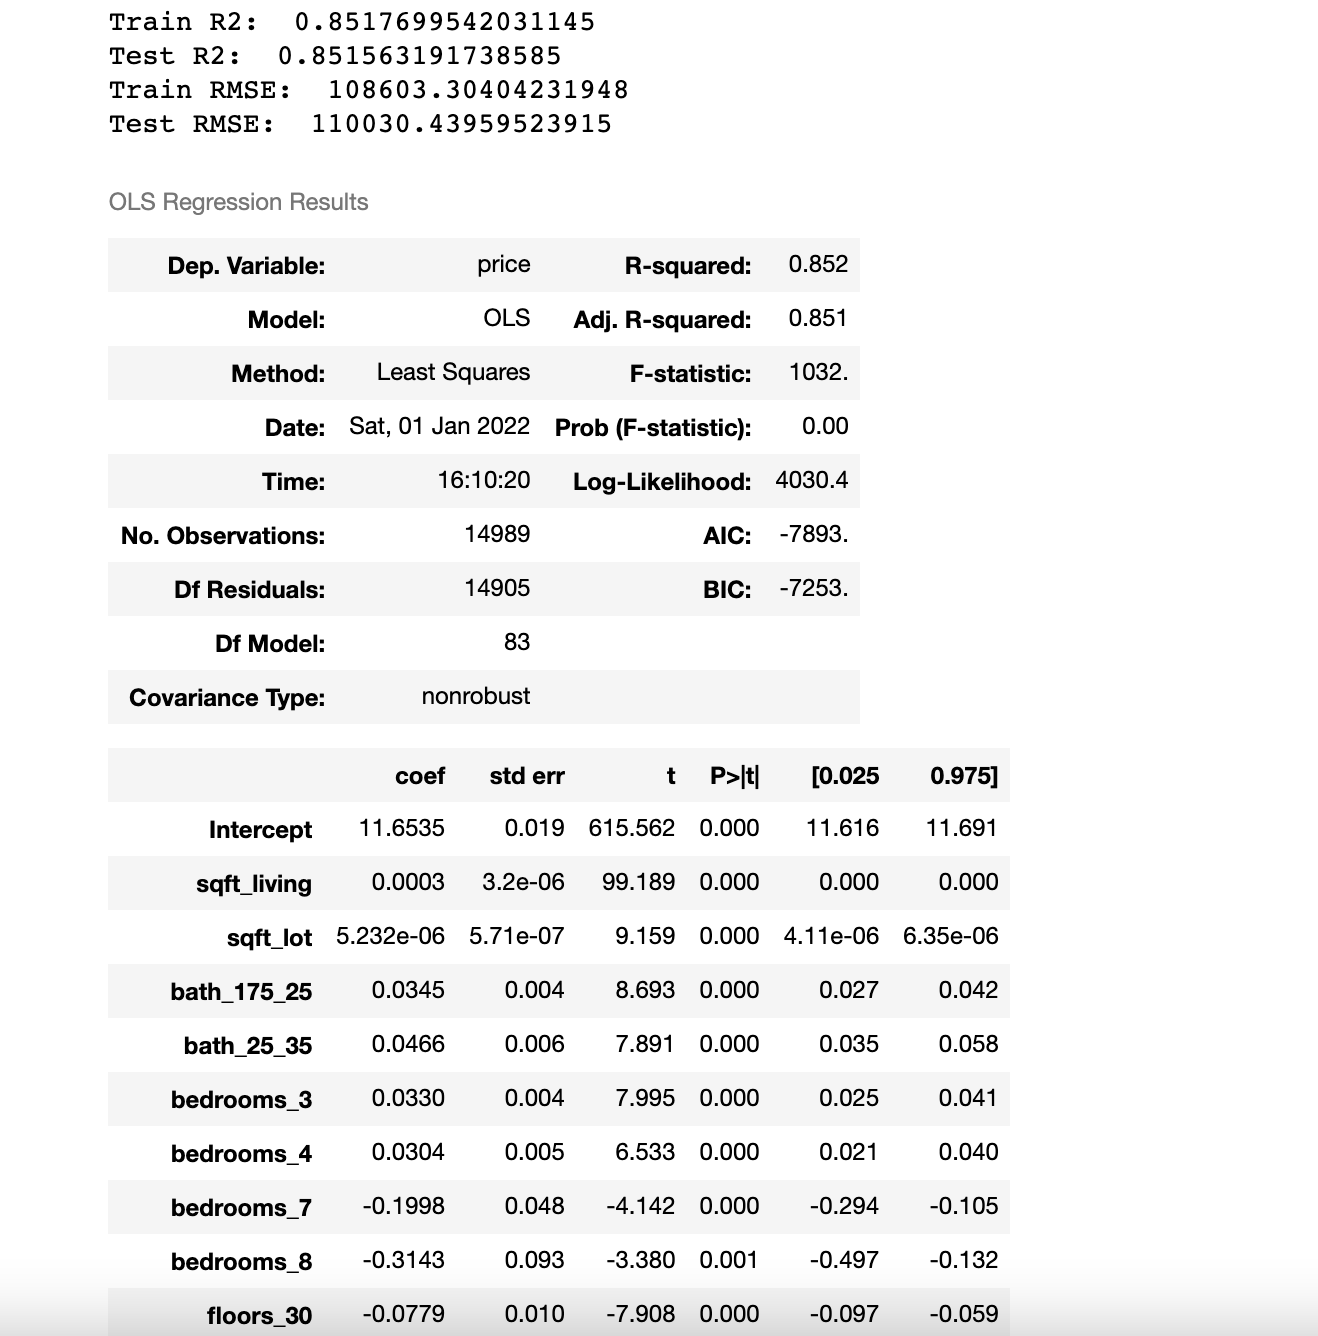 Train R2: 0.8517699542031145
Test R2: 0.851563191738585
Train RMSE: 108603.30404231948
Test RMSE: 110030.43959523915
OLS Regression Results
Dep. Variable: price R-squared: 0.852
Model: OLS Adj. R-squared: 0.851
Method: Least Squares F-statistic: 1032.
Date: Sat, 01 Jan 2022 Prob (F-statistic): 0.00
Time: 16:10:20 Log-Likelihood: 4030.4
No. Observations: 14989 AIC: -7893.
Df Residuals: 14905 BIC: -7253.
Df Model: 83
Covariance Type: nonrobust
coef std err t P>|t| [0.025 0.975]
Intercept 11.6535 0.019 615.562 0.000 11.616 11.691
sqft_living 0.0003 3.2e-06 99.189 0.000 0.000 0.000
sqft_lot 5.232e-06 5.71e-07 9.159 0.000 4.11e-06 6.35e-06
bath_175_25 0.0345 0.004 8.693 0.000 0.027 0.042
bath_25_35 0.0466 0.006 7.891 0.000 0.035 0.058
bedrooms_3 0.0330 0.004 7.995 0.000 0.025 0.041
bedrooms_4 0.0304 0.005 6.533 0.000 0.021 0.040
bedrooms_7 -0.1998 0.048 -4.142 0.000 -0.294 -0.105
bedrooms_8 -0.3143 0.093 -3.380 0.001 -0.497 -0.132
floors_30 -0.0779 0.010 -7.908 0.000 -0.097 -0.059